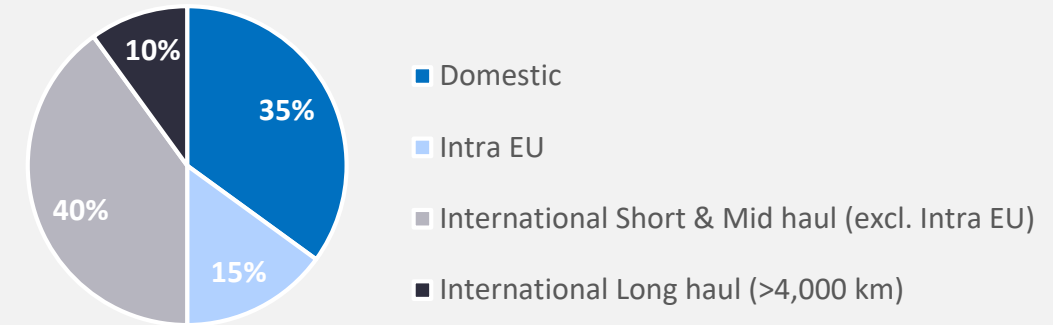 10%
35%
40%
15%
Domestic
Intra EU
International Short & Mid haul (excl. Intra EU)
International Long haul (>4,000 km)